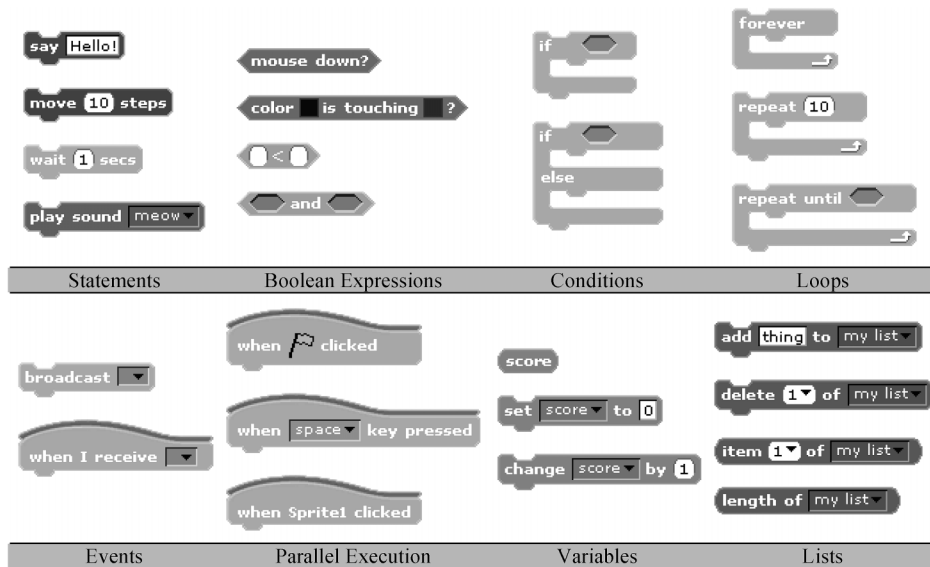 say Hello!
move 10 steps
wait 1 secs
play sound meow
mouse down?
color is touching ?
<
and
if
if
else
forever
repeat 10
repeat until
Statements Boolean Expressions Conditions Loops
broadcast
when I receive
when clicked
when space key pressed
when Sprite1 clicked
score
set score to 0
change score by 1
add thing to my list
delete 1 of my list
item 1 of my list
length of my list
Events Parallel Execution Variables Lists